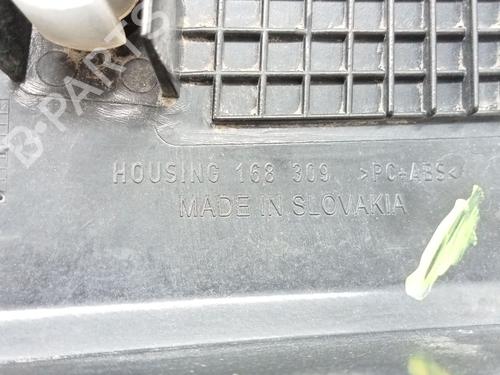 B-PARTS
HOUSING 168 309 >PC+ABS<
MADE IN SLOVAKIA